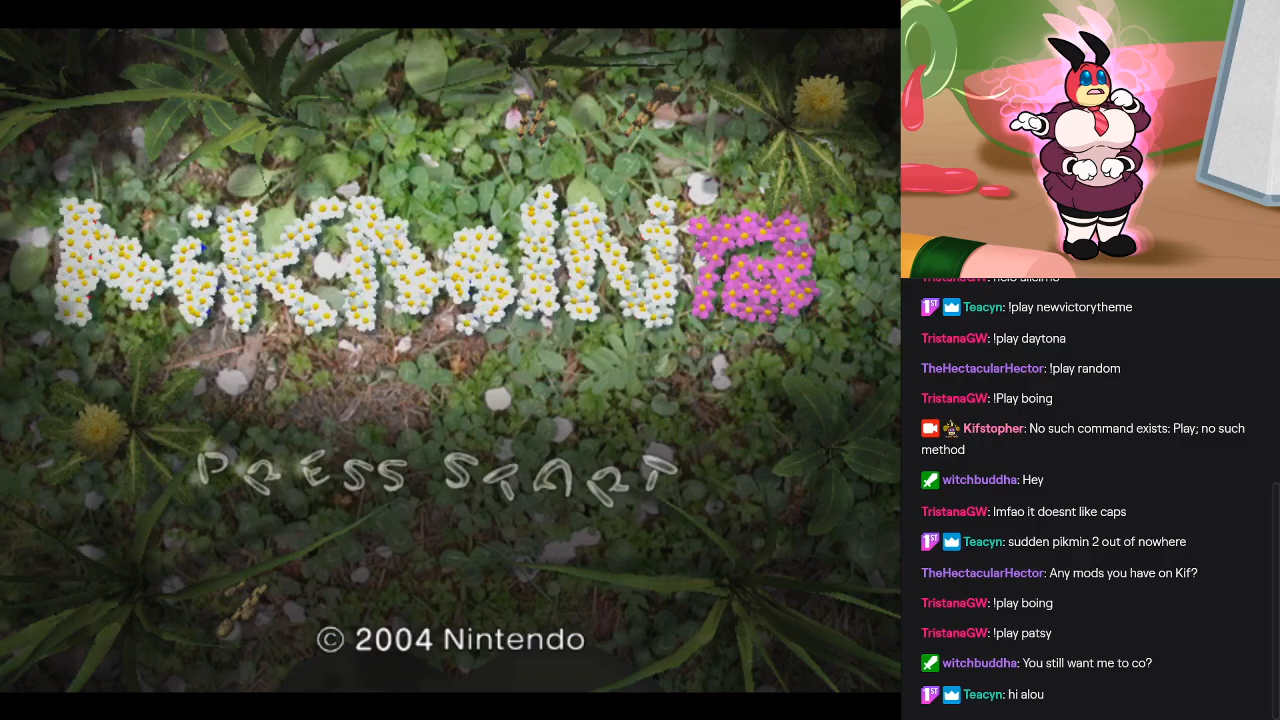 PiKMiN 2
PRESS START
© 2004 Nintendo
Teacyn: !play newvictorytheme
TristanaGW: !play daytona
TheHectacularHector: !play random
TristanaGW: !Play boing
Kifstopher: No such command exists: Play; no such
method
witchbuddha: Hey
TristanaGW: lmfao it doesnt like caps
Teacyn: sudden pikmin 2 out of nowhere
TheHectacularHector: Any mods you have on Kif?
TristanaGW: !play boing
TristanaGW: !play patsy
witchbuddha: You still want me to co?
Teacyn: hi alou